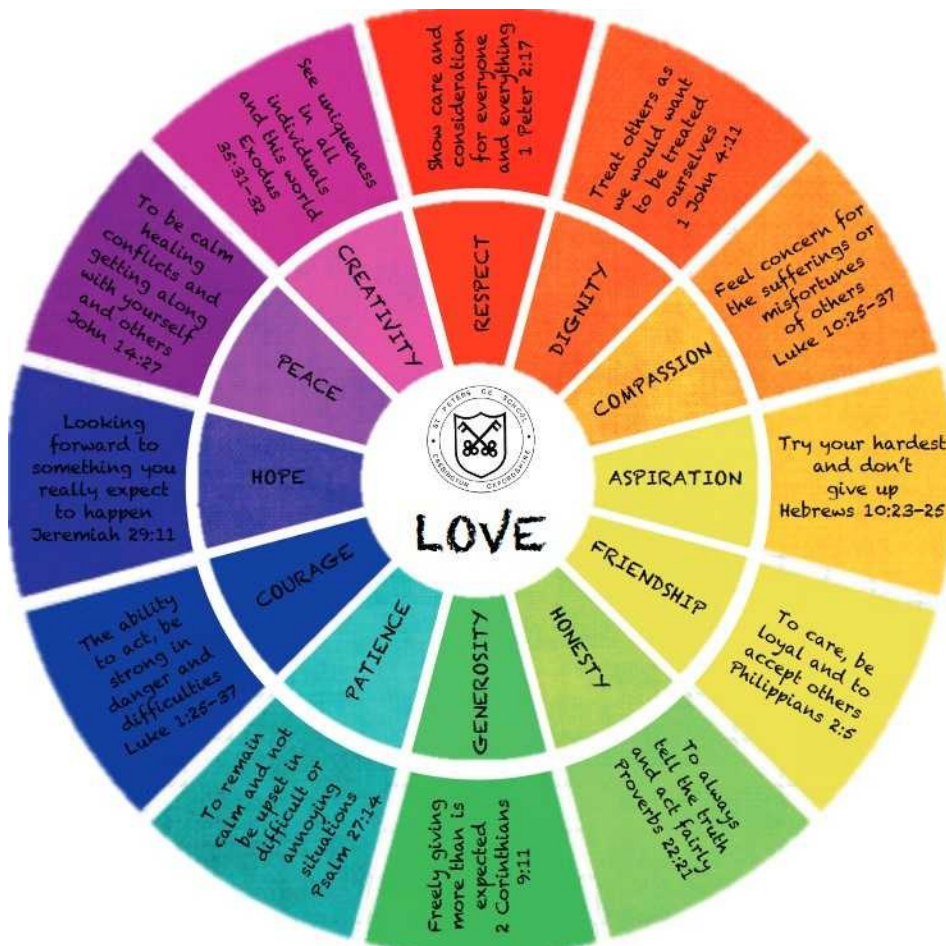 Show care and
consideration
for everyone
and everything
1 Peter 2:17
RESPECT
Treat others as
we would want
to be treated
ourselves
1 John 4:11
DIGNITY
Feel concern for
the sufferings or
misfortunes
of others
Luke 10:25-37
COMPASSION
Try your hardest
and don't
give up
Hebrews 10:23-25
ASPIRATION
To care, be
loyal and to
accept others
Philippians 2:5
FRIENDSHIP
To always
tell the truth
and act fairly
Proverbs 22:21
HONESTY
Freely giving
more than is
expected
2 Corinthians
9:11
GENEROSITY
To remain
calm and not
be upset in
difficult or
annoying
situations
Psalm 27:14
PATIENCE
The ability
to act, be
strong in
danger and
difficulties
Luke 1:25-37
COURAGE
Looking
forward to
something you
really expect
to happen
Jeremiah 29:11
HOPE
To be calm
healing
conflicts and
getting along
with yourself
and others
John 14:27
PEACE
See uniqueness
in all
individuals
and this world
Exodus
35:31-32
CREATIVITY
ST PETERS CE SCHOOL
CASSINGTON OXFORDSHIRE
LOVE